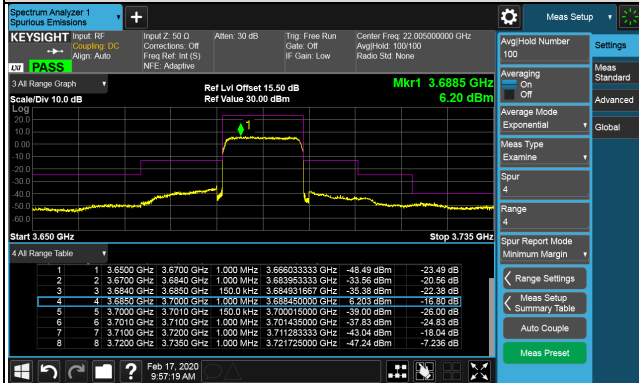 Spectrum Analyzer 1
Spurious Emissions
Meas Setup
KEYSIGHT Input: RF Input Z: 50 Ω Atten: 30 dB Trig: Free Run Center Freq: 22.005000000 GHz
Coupling: DC Corrections: Off Gate: Off Avg|Hold: 100/100
Align: Auto Freq Ref: Int (S) IF Gain: Low Radio Std: None
NFE: Adaptive
LXI PASS
3 All Range Graph
Ref Lvl Offset 15.50 dB Mkr1 3.6885 GHz
Scale/Div 10.0 dB Ref Value 30.00 dBm 6.20 dBm
Log
20.0
10.0
0.00
-10.0
-20.0
-30.0
-40.0
-50.0
-60.0
1
Start 3.650 GHz Stop 3.735 GHz
4 All Range Table
1 1 3.6500 GHz 3.6700 GHz 1.000 MHz 3.666033333 GHz -48.49 dBm -23.49 dB
2 2 3.6700 GHz 3.6840 GHz 1.000 MHz 3.683953333 GHz -33.56 dBm -20.56 dB
3 3 3.6840 GHz 3.6850 GHz 150.0 kHz 3.684931667 GHz -35.38 dBm -22.38 dB
4 4 3.6850 GHz 3.7000 GHz 1.000 MHz 3.688450000 GHz 6.203 dBm -16.80 dB
5 5 3.7000 GHz 3.7010 GHz 150.0 kHz 3.700015000 GHz -39.00 dBm -26.00 dB
6 6 3.7010 GHz 3.7100 GHz 1.000 MHz 3.701435000 GHz -37.83 dBm -24.83 dB
7 7 3.7100 GHz 3.7200 GHz 1.000 MHz 3.711283333 GHz -43.04 dBm -18.04 dB
8 8 3.7200 GHz 3.7350 GHz 1.000 MHz 3.721725000 GHz -47.24 dBm -7.236 dB
Feb 17, 2020
9:57:19 AM
Avg|Hold Number
100
Averaging
On
Off
Average Mode
Exponential
Meas Type
Examine
Spur
4
Range
4
Spur Report Mode
Minimum Margin
Range Settings
Meas Setup
Summary Table
Auto Couple
Meas Preset
Settings
Meas
Standard
Advanced
Global